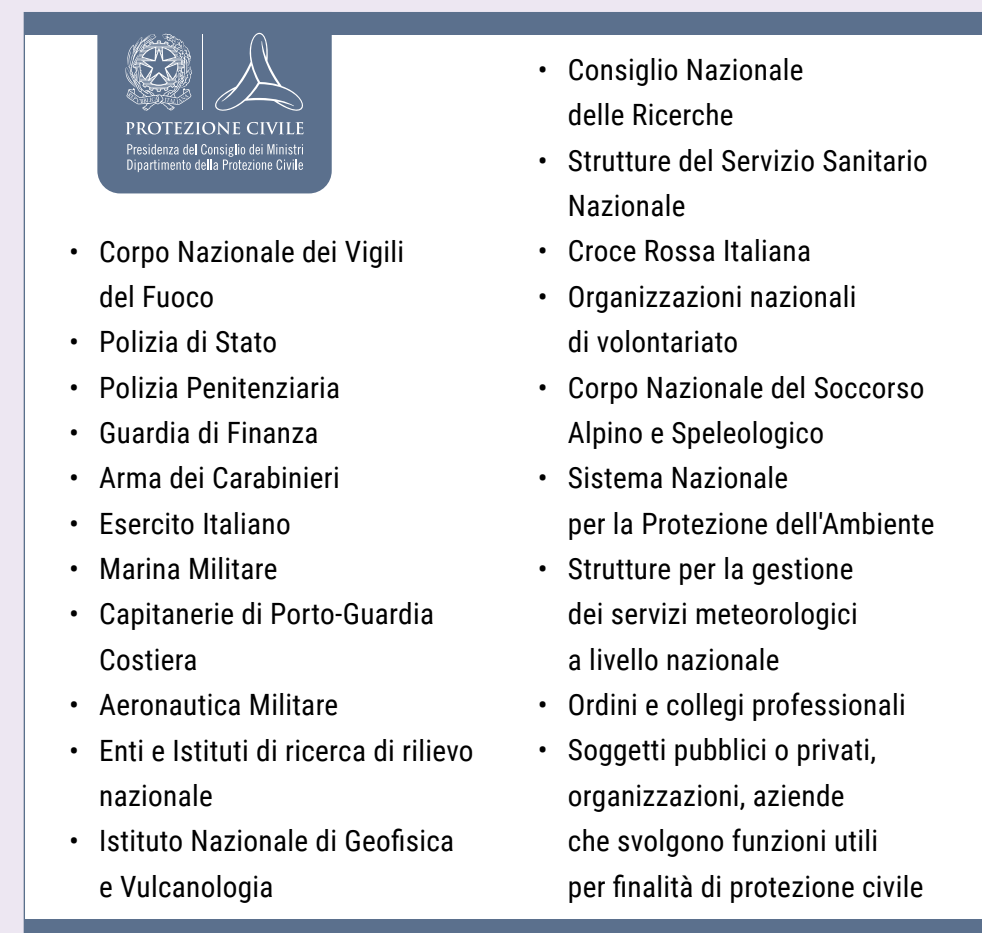 PROTEZIONE CIVILE
Presidenza del Consiglio dei Ministri
Dipartimento della Protezione Civile
• Corpo Nazionale dei Vigili
del Fuoco
• Polizia di Stato
• Polizia Penitenziaria
• Guardia di Finanza
• Arma dei Carabinieri
• Esercito Italiano
• Marina Militare
• Capitanerie di Porto-Guardia
Costiera
• Aeronautica Militare
• Enti e Istituti di ricerca di rilievo
nazionale
• Istituto Nazionale di Geofisica
e Vulcanologia
• Consiglio Nazionale
delle Ricerche
• Strutture del Servizio Sanitario
Nazionale
• Croce Rossa Italiana
• Organizzazioni nazionali
di volontariato
• Corpo Nazionale del Soccorso
Alpino e Speleologico
• Sistema Nazionale
per la Protezione dell'Ambiente
• Strutture per la gestione
dei servizi meteorologici
a livello nazionale
• Ordini e collegi professionali
• Soggetti pubblici o privati,
organizzazioni, aziende
che svolgono funzioni utili
per finalità di protezione civile